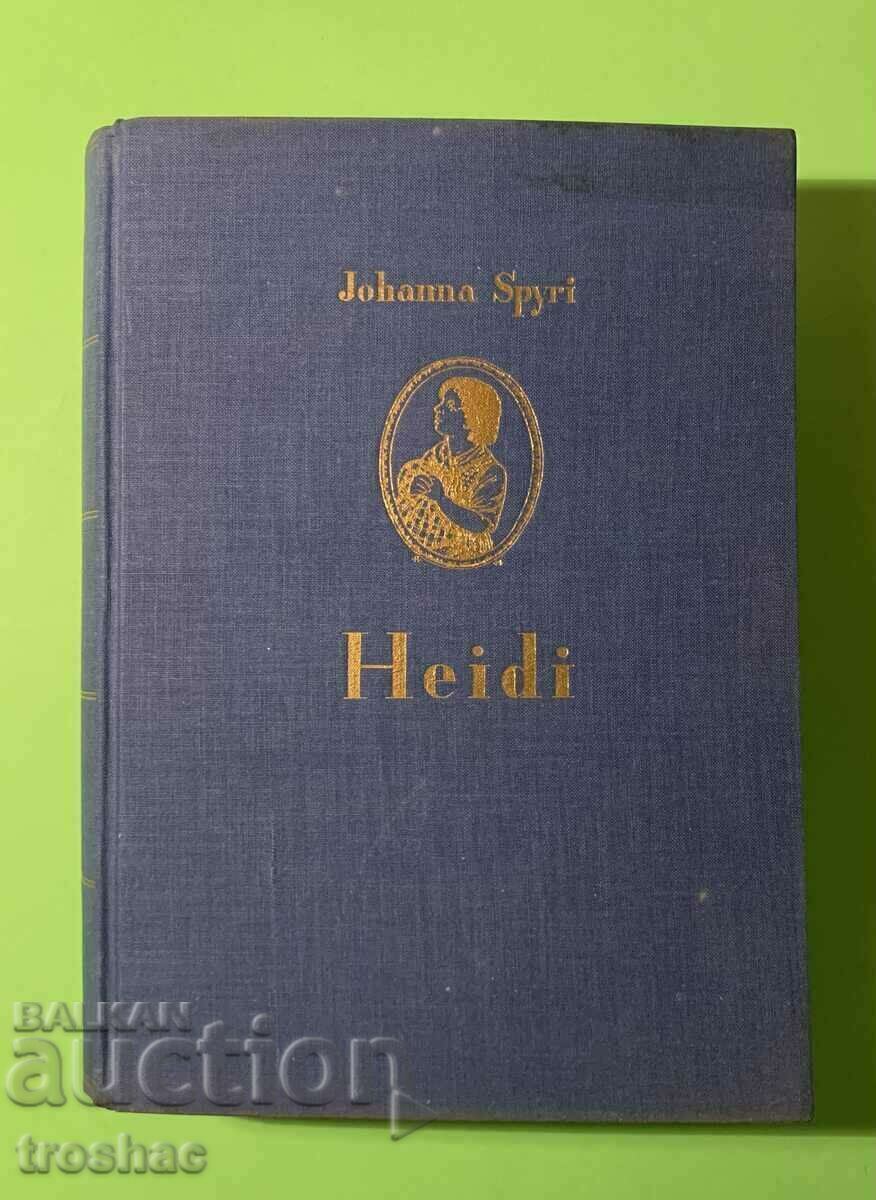 Johanna Spyri
Heidi
BALKAN
auction
troshac